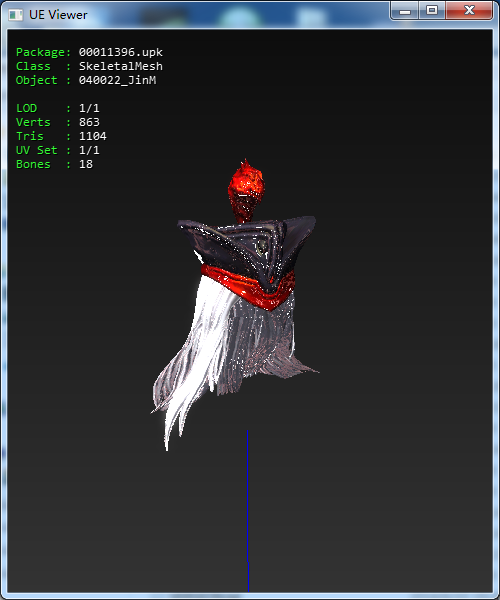 UE Viewer
Package: 00011396.upk
Class : SkeletalMesh
Object : 040022_JinM
LOD : 1/1
Verts : 863
Tris : 1104
UV Set : 1/1
Bones : 18